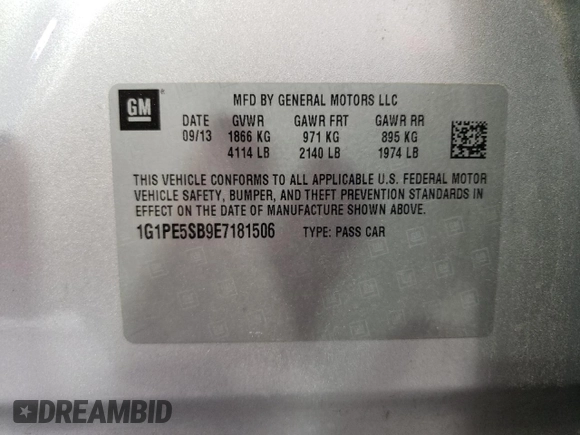 GM
MFD BY GENERAL MOTORS LLC
DATE GVWR GAWR FRT GAWR RR
09/13 1866 KG 971 KG 895 KG
4114 LB 2140 LB 1974 LB
THIS VEHICLE CONFORMS TO ALL APPLICABLE U.S. FEDERAL MOTOR
VEHICLE SAFETY, BUMPER, AND THEFT PREVENTION STANDARDS IN
EFFECT ON THE DATE OF MANUFACTURE SHOWN ABOVE.
1G1PE5SB9E7181506 TYPE: PASS CAR
DREAMBID